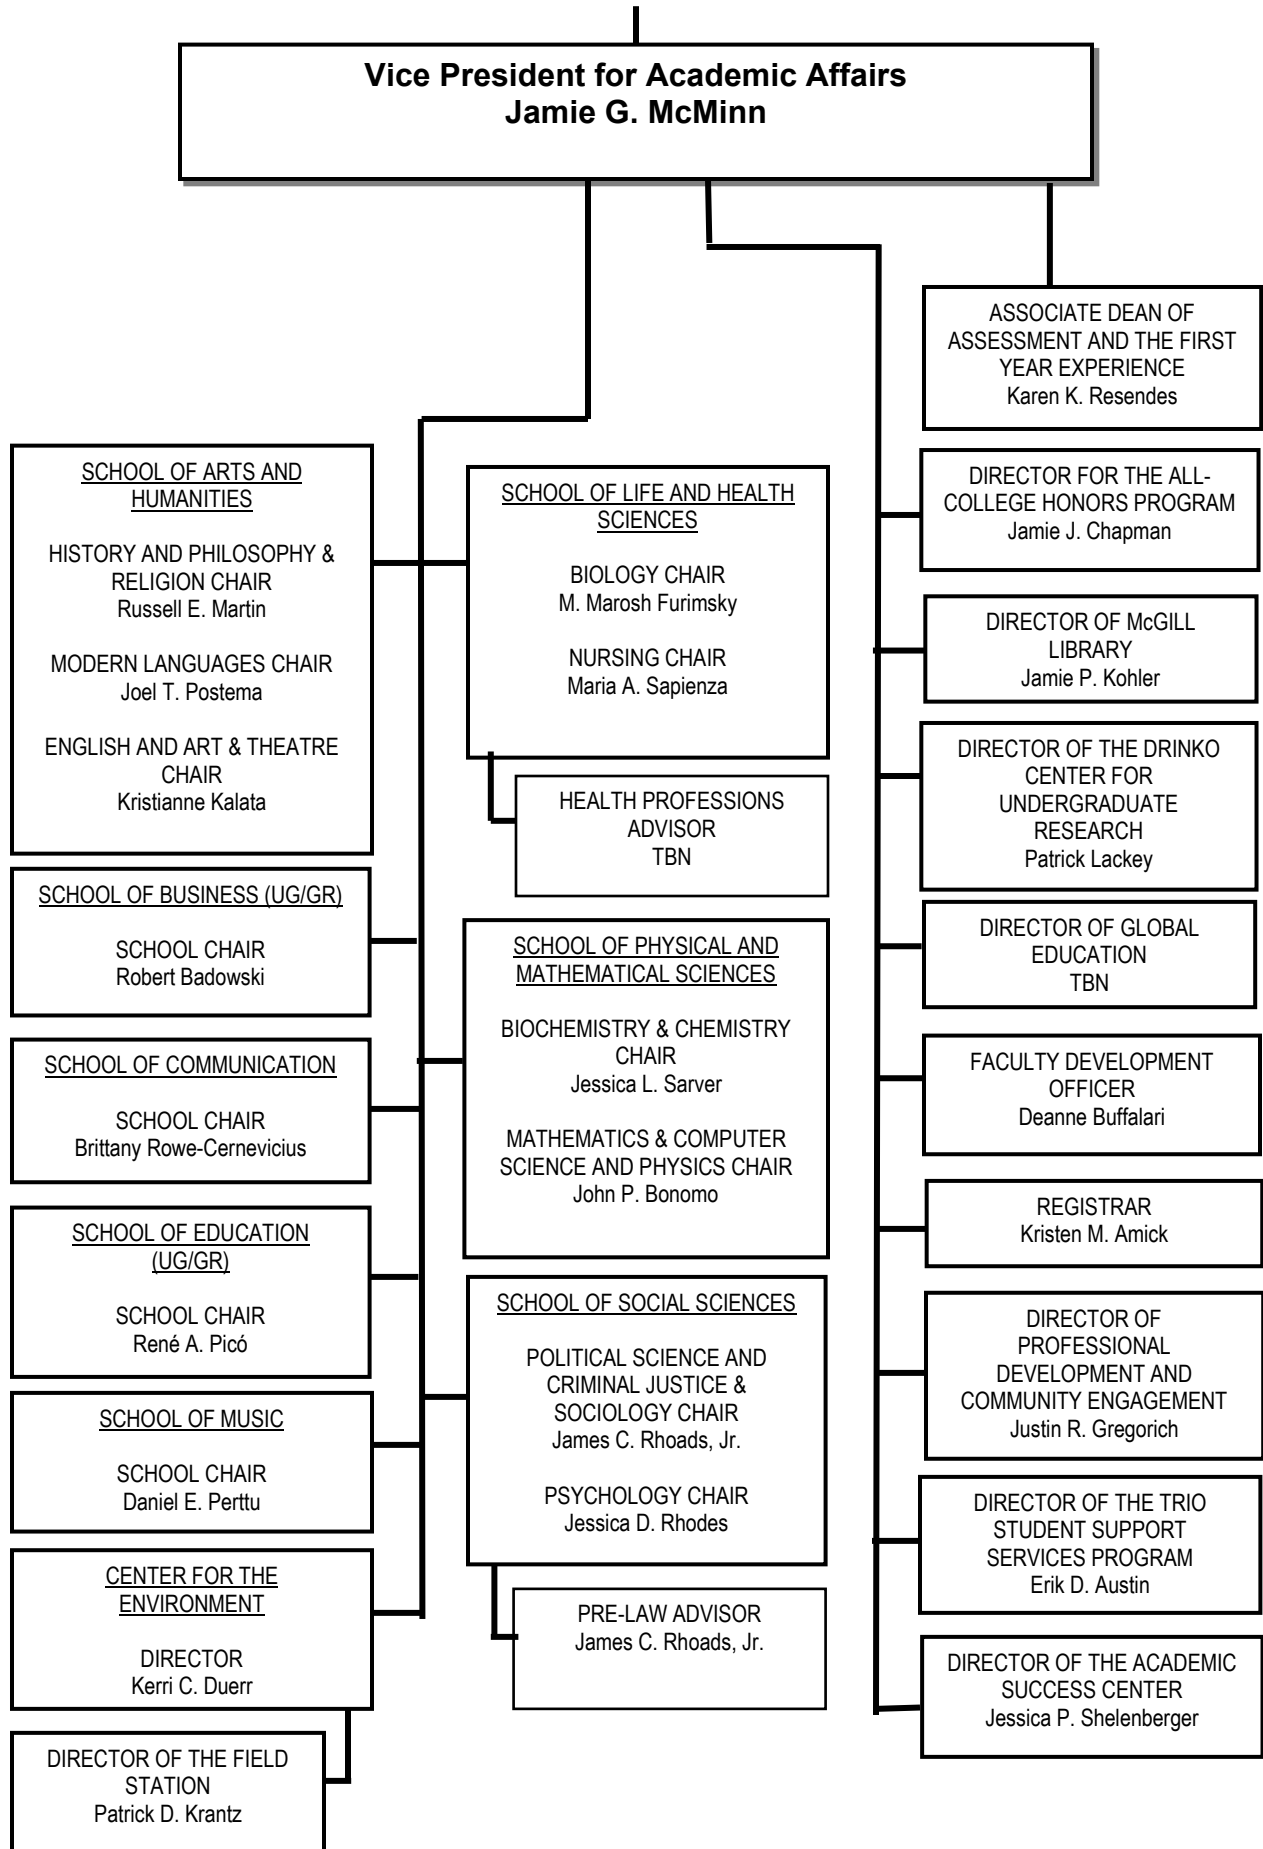 Vice President for Academic Affairs
Jamie G. McMinn
ASSOCIATE DEAN OF
ASSESSMENT AND THE FIRST
YEAR EXPERIENCE
Karen K. Resendes
SCHOOL OF ARTS AND
HUMANITIES
HISTORY AND PHILOSOPHY &
RELIGION CHAIR
Russell E. Martin
MODERN LANGUAGES CHAIR
Joel T. Postema
ENGLISH AND ART & THEATRE
CHAIR
Kristianne Kalata
SCHOOL OF BUSINESS (UG/GR)
SCHOOL CHAIR
Robert Badowski
SCHOOL OF COMMUNICATION
SCHOOL CHAIR
Brittany Rowe-Cernevicius
SCHOOL OF EDUCATION
(UG/GR)
SCHOOL CHAIR
René A. Picó
SCHOOL OF MUSIC
SCHOOL CHAIR
Daniel E. Perttu
CENTER FOR THE
ENVIRONMENT
DIRECTOR
Kerri C. Duerr
DIRECTOR OF THE FIELD
STATION
Patrick D. Krantz
SCHOOL OF LIFE AND HEALTH
SCIENCES
BIOLOGY CHAIR
M. Marosh Furimsky
NURSING CHAIR
Maria A. Sapienza
HEALTH PROFESSIONS
ADVISOR
TBN
SCHOOL OF PHYSICAL AND
MATHEMATICAL SCIENCES
BIOCHEMISTRY & CHEMISTRY
CHAIR
Jessica L. Sarver
MATHEMATICS & COMPUTER
SCIENCE AND PHYSICS CHAIR
John P. Bonomo
SCHOOL OF SOCIAL SCIENCES
POLITICAL SCIENCE AND
CRIMINAL JUSTICE &
SOCIOLOGY CHAIR
James C. Rhoads, Jr.
PSYCHOLOGY CHAIR
Jessica D. Rhodes
PRE-LAW ADVISOR
James C. Rhoads, Jr.
DIRECTOR FOR THE ALL-
COLLEGE HONORS PROGRAM
Jamie J. Chapman
DIRECTOR OF McGILL
LIBRARY
Jamie P. Kohler
DIRECTOR OF THE DRINKO
CENTER FOR
UNDERGRADUATE
RESEARCH
Patrick Lackey
DIRECTOR OF GLOBAL
EDUCATION
TBN
FACULTY DEVELOPMENT
OFFICER
Deanne Buffalari
REGISTRAR
Kristen M. Amick
DIRECTOR OF
PROFESSIONAL
DEVELOPMENT AND
COMMUNITY ENGAGEMENT
Justin R. Gregorich
DIRECTOR OF THE TRIO
STUDENT SUPPORT
SERVICES PROGRAM
Erik D. Austin
DIRECTOR OF THE ACADEMIC
SUCCESS CENTER
Jessica P. Shelenberger